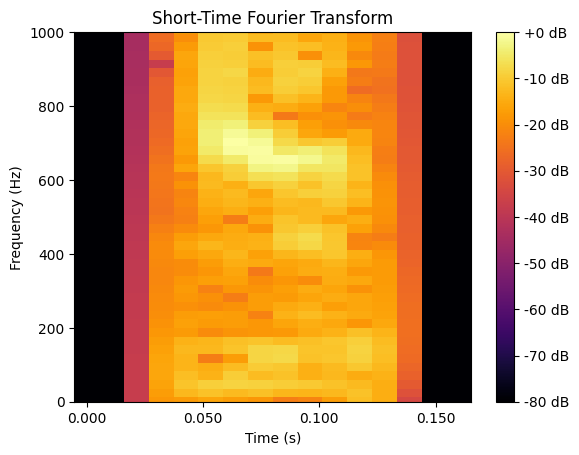 Short-Time Fourier Transform
1000
800
600
400
200
0
Frequency (Hz)
0.000
0.050
0.100
0.150
Time (s)
+0 dB
-10 dB
-20 dB
-30 dB
-40 dB
-50 dB
-60 dB
-70 dB
-80 dB